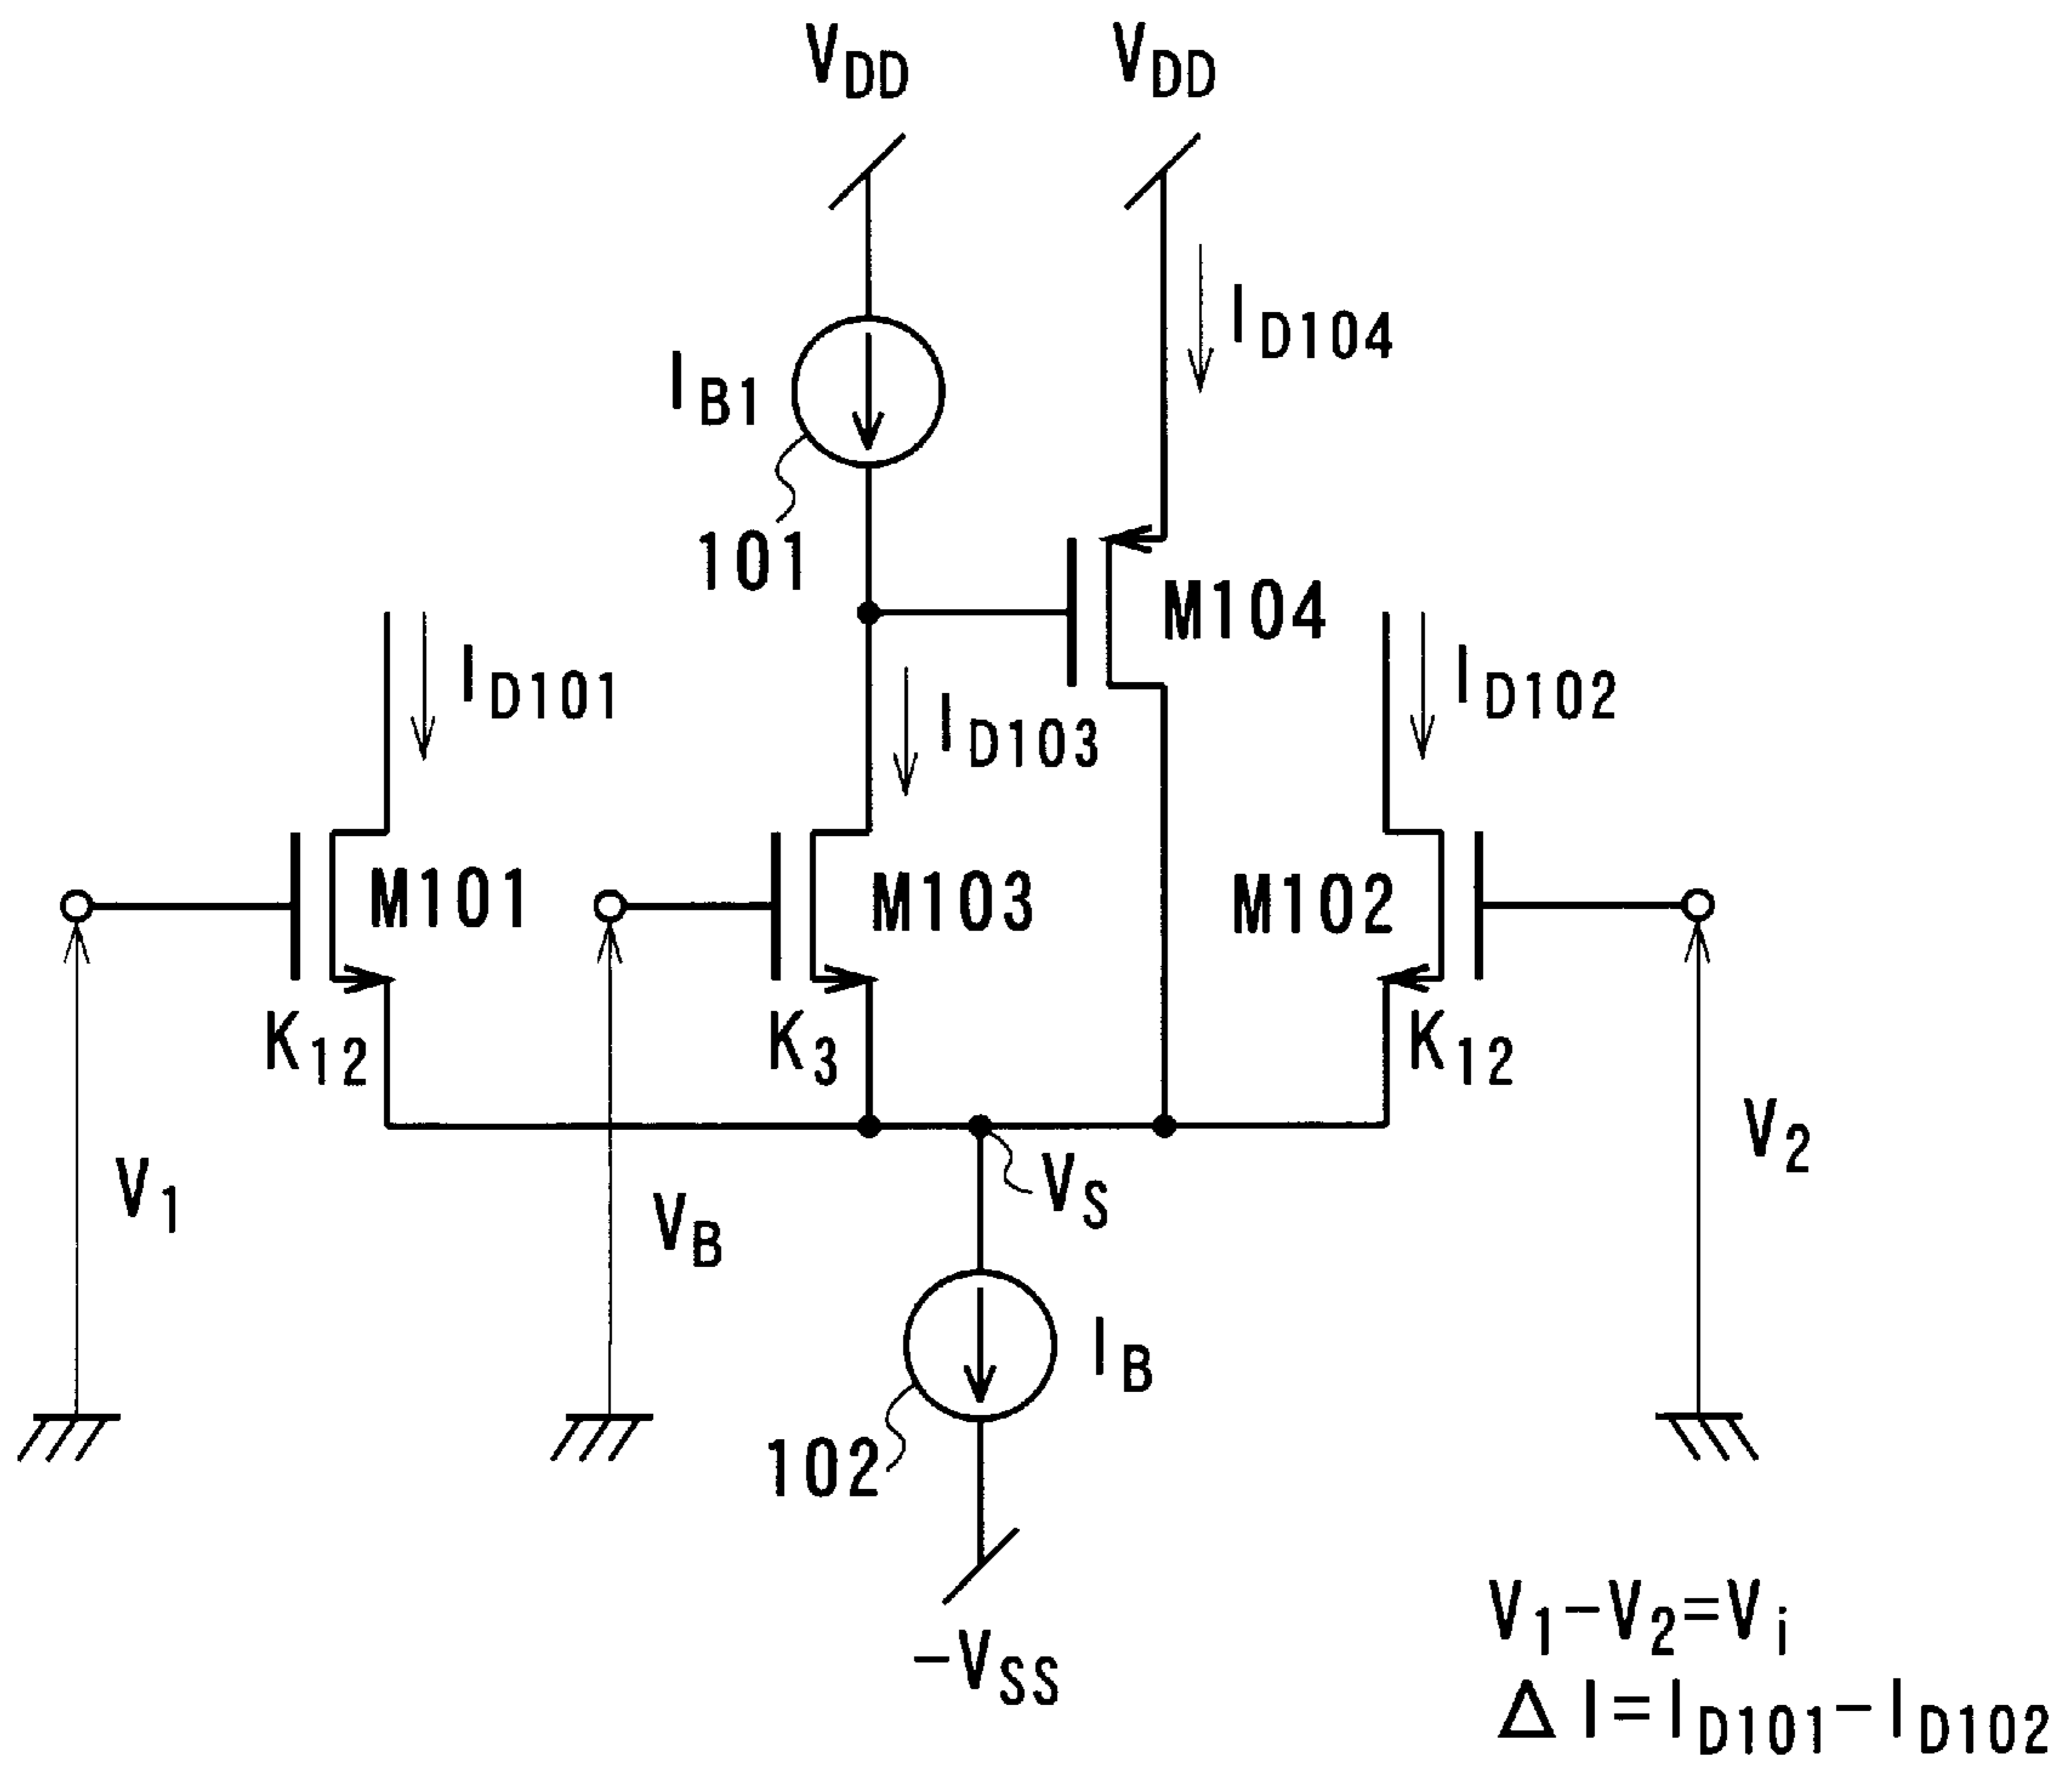 VDD
VDD
ID104
IB1
101
M104
ID101
ID102
ID103
M101
M103
M102
K12
K3
K12
V1
VB
VS
V2
IB
102
-VSS
V1-V2=Vi
ΔI=ID101-ID102